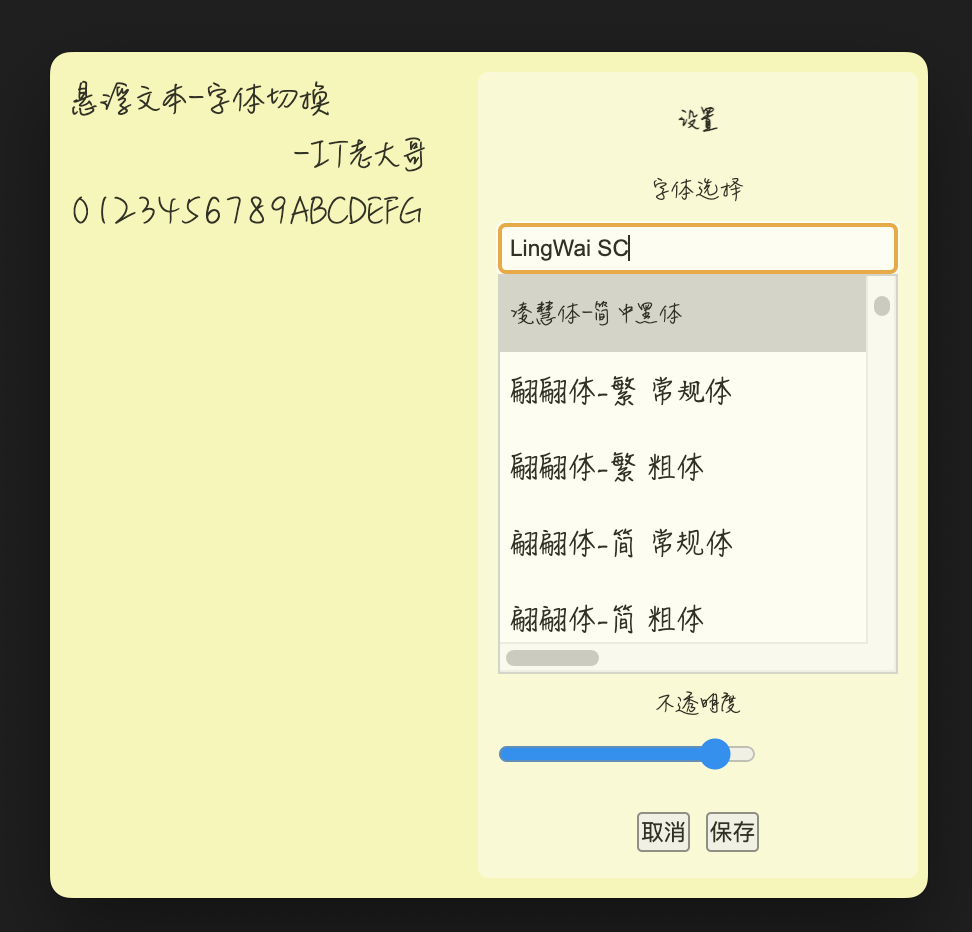 悬浮文本-字体切换
-IT老大哥
0123456789ABCDEFG
设置
字体选择
LingWai SC
凌慧体-简 中黑体
翩翩体-繁 常规体
翩翩体-繁 粗体
翩翩体-简 常规体
翩翩体-简 粗体
不透明度
取消 保存